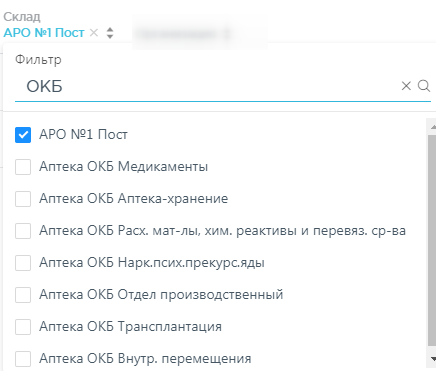 Склад
АРО №1 Пост
Фильтр
ОКБ
АРО №1 Пост
Аптека ОКБ Медикаменты
Аптека ОКБ Аптека-хранение
Аптека ОКБ Расх. мат-лы, хим. реактивы и перевяз. ср-ва
Аптека ОКБ Нарк.псих.прекурс.яды
Аптека ОКБ Отдел производственный
Аптека ОКБ Трансплантация
Аптека ОКБ Внутр. перемещения